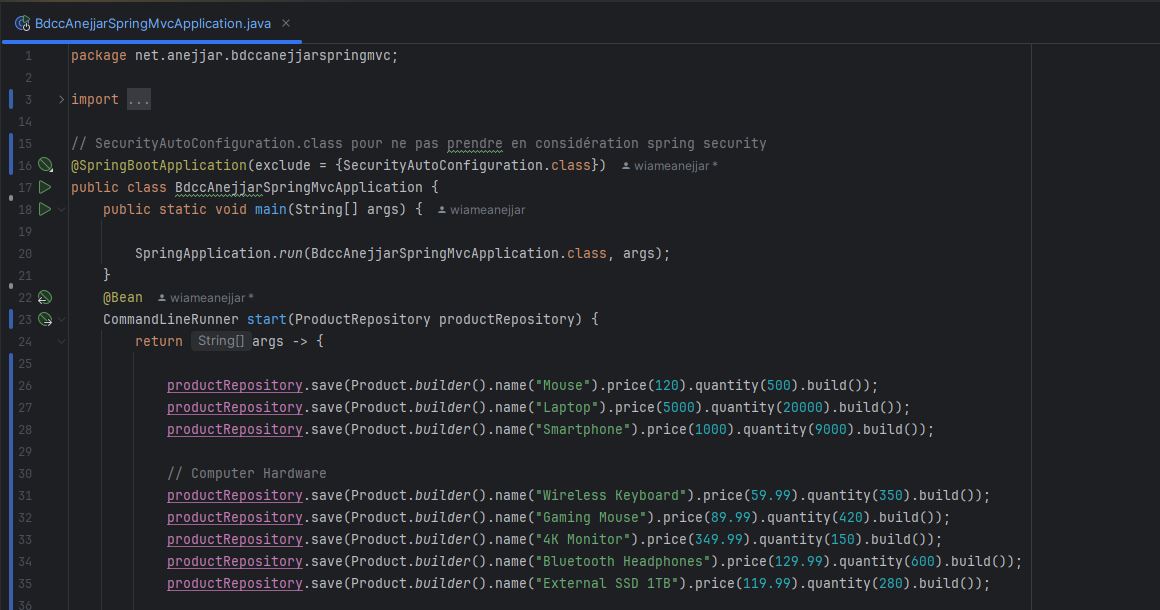 BdccAnejjarSpringMvcApplication.java
1 package net.anejjar.bdccanejjarspringmvc;
2
3 import ...
14
15 // SecurityAutoConfiguration.class pour ne pas prendre en considération spring security
16 @SpringBootApplication(exclude = {SecurityAutoConfiguration.class}) wiameanejjar *
17 public class BdccAnejjarSpringMvcApplication {
18 public static void main(String[] args) { wiameanejjar
19
20 SpringApplication.run(BdccAnejjarSpringMvcApplication.class, args);
21 }
22 @Bean wiameanejjar *
23 CommandLineRunner start(ProductRepository productRepository) {
24 return String[] args -> {
25
26 productRepository.save(Product.builder().name("Mouse").price(120).quantity(500).build());
27 productRepository.save(Product.builder().name("Laptop").price(5000).quantity(20000).build());
28 productRepository.save(Product.builder().name("Smartphone").price(1000).quantity(9000).build());
29
30 // Computer Hardware
31 productRepository.save(Product.builder().name("Wireless Keyboard").price(59.99).quantity(350).build());
32 productRepository.save(Product.builder().name("Gaming Mouse").price(89.99).quantity(420).build());
33 productRepository.save(Product.builder().name("4K Monitor").price(349.99).quantity(150).build());
34 productRepository.save(Product.builder().name("Bluetooth Headphones").price(129.99).quantity(600).build());
35 productRepository.save(Product.builder().name("External SSD 1TB").price(119.99).quantity(280).build());
36